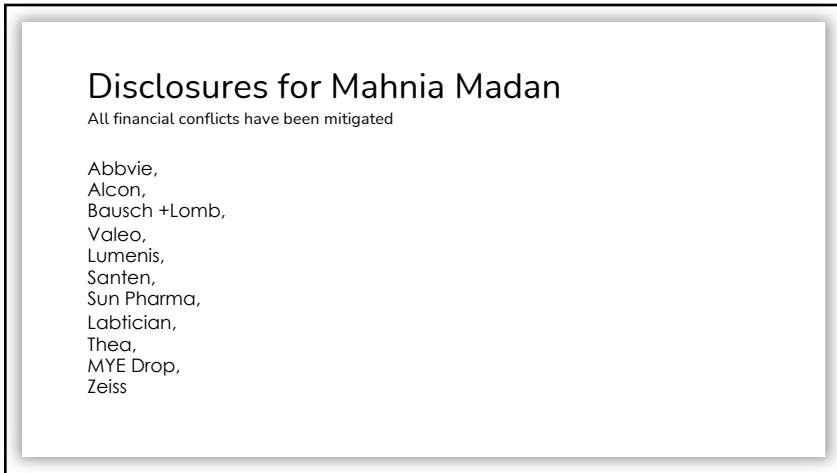 Disclosures for Mahnia Madan
All financial conflicts have been mitigated
Abbvie,
Alcon,
Bausch +Lomb,
Valeo,
Lumenis,
Santen,
Sun Pharma,
Labtician,
Thea,
MYE Drop,
Zeiss